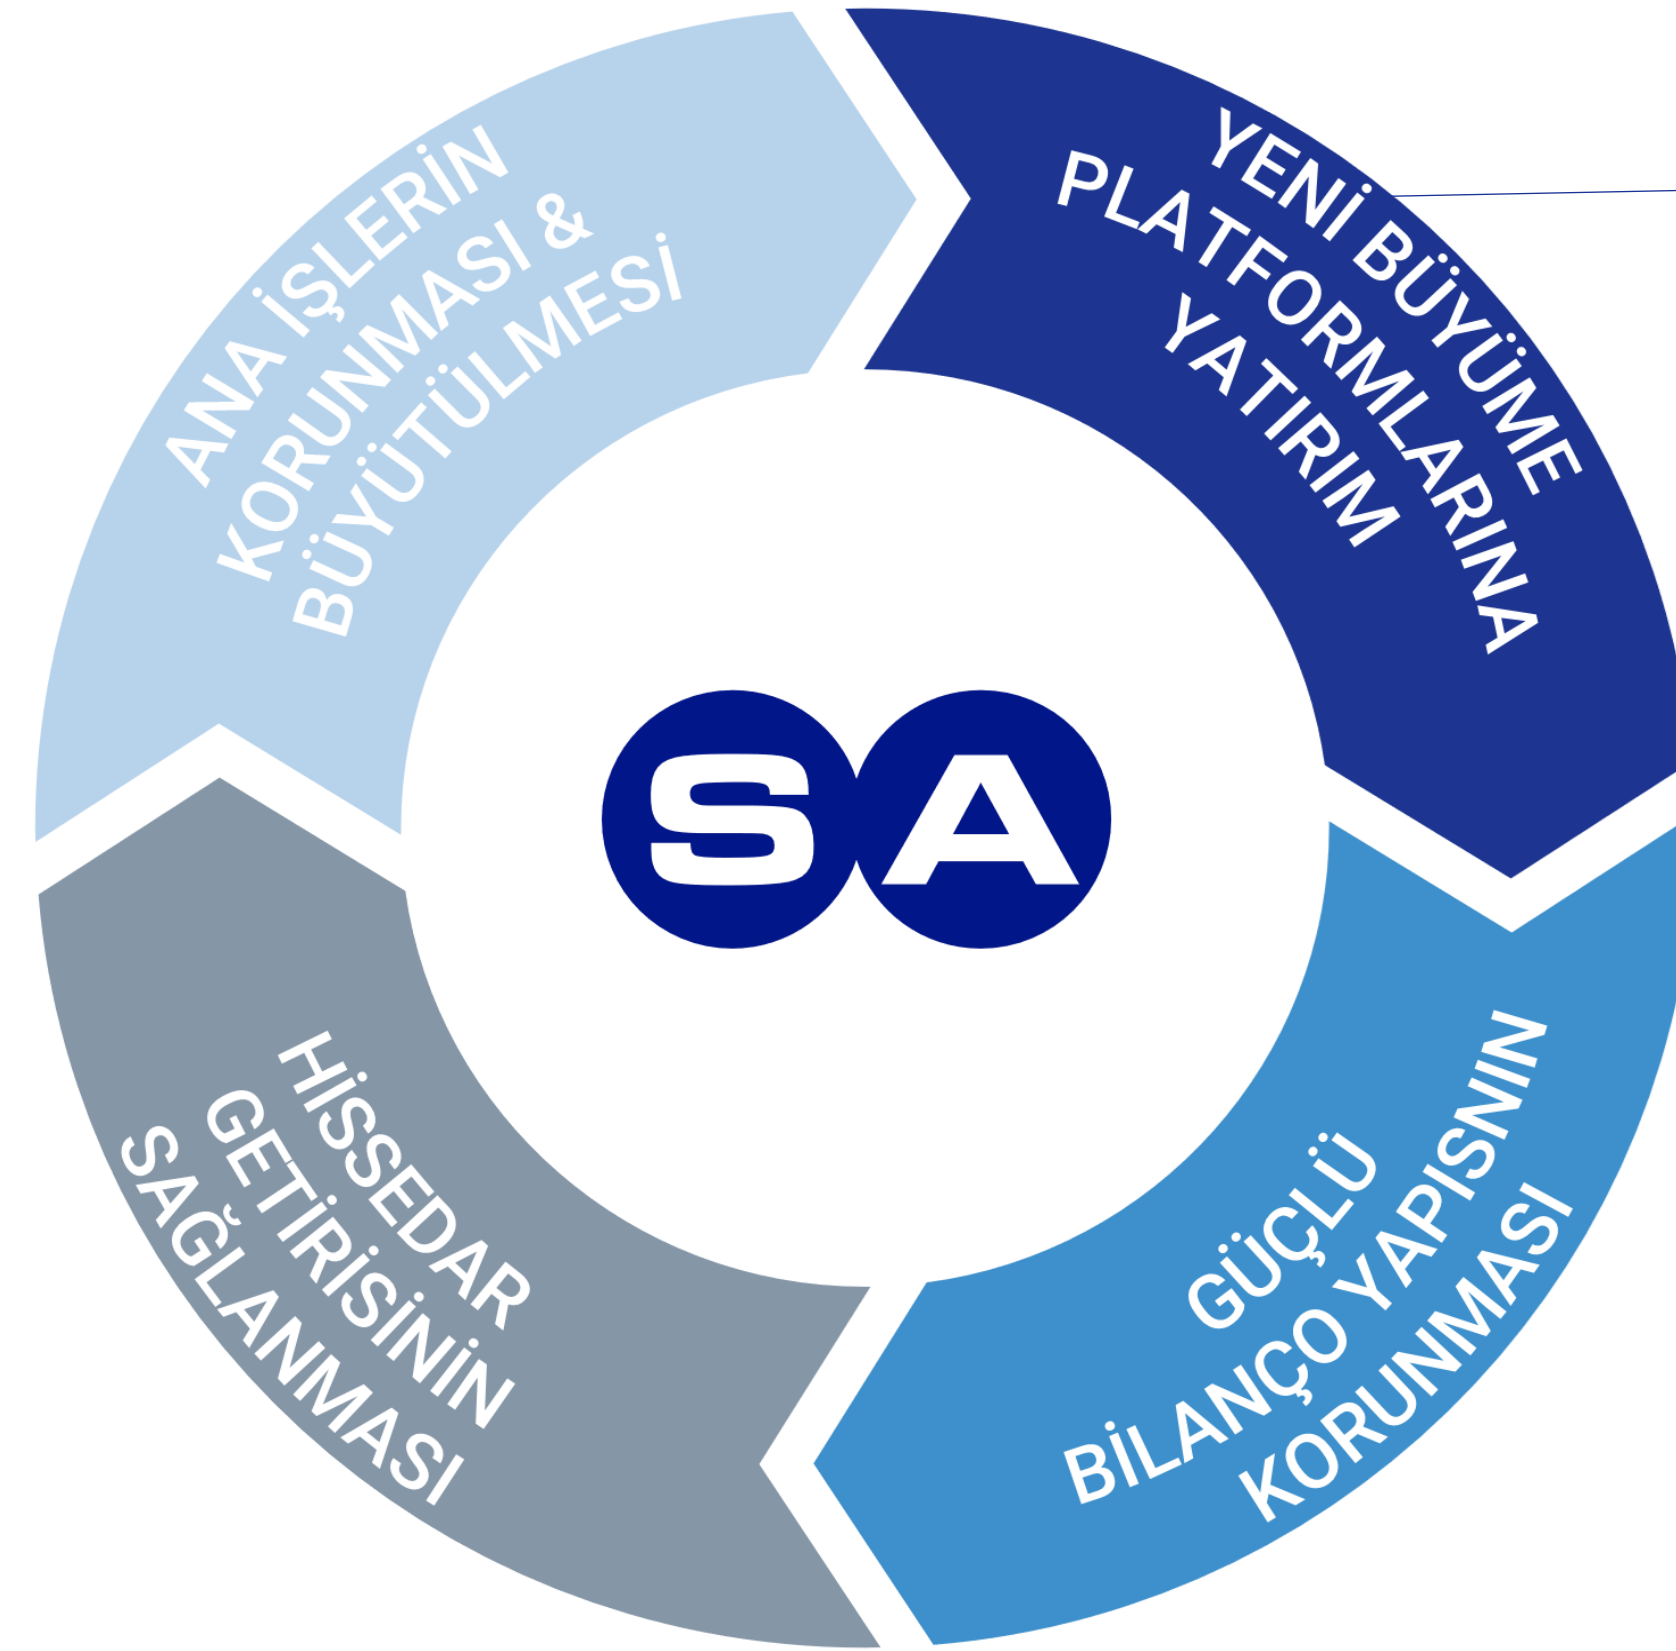 ANA İŞLERİN
KORUNMASI &
BÜYÜTÜLMESİ
YENİ BÜYÜME
PLATFORMLARINA
YATIRIM
SA
HİSSEDAR
GETİRİSİNİN
SAĞLANMASI
GÜÇLÜ
BİLANÇO YAPISNIN
KORUNMASI